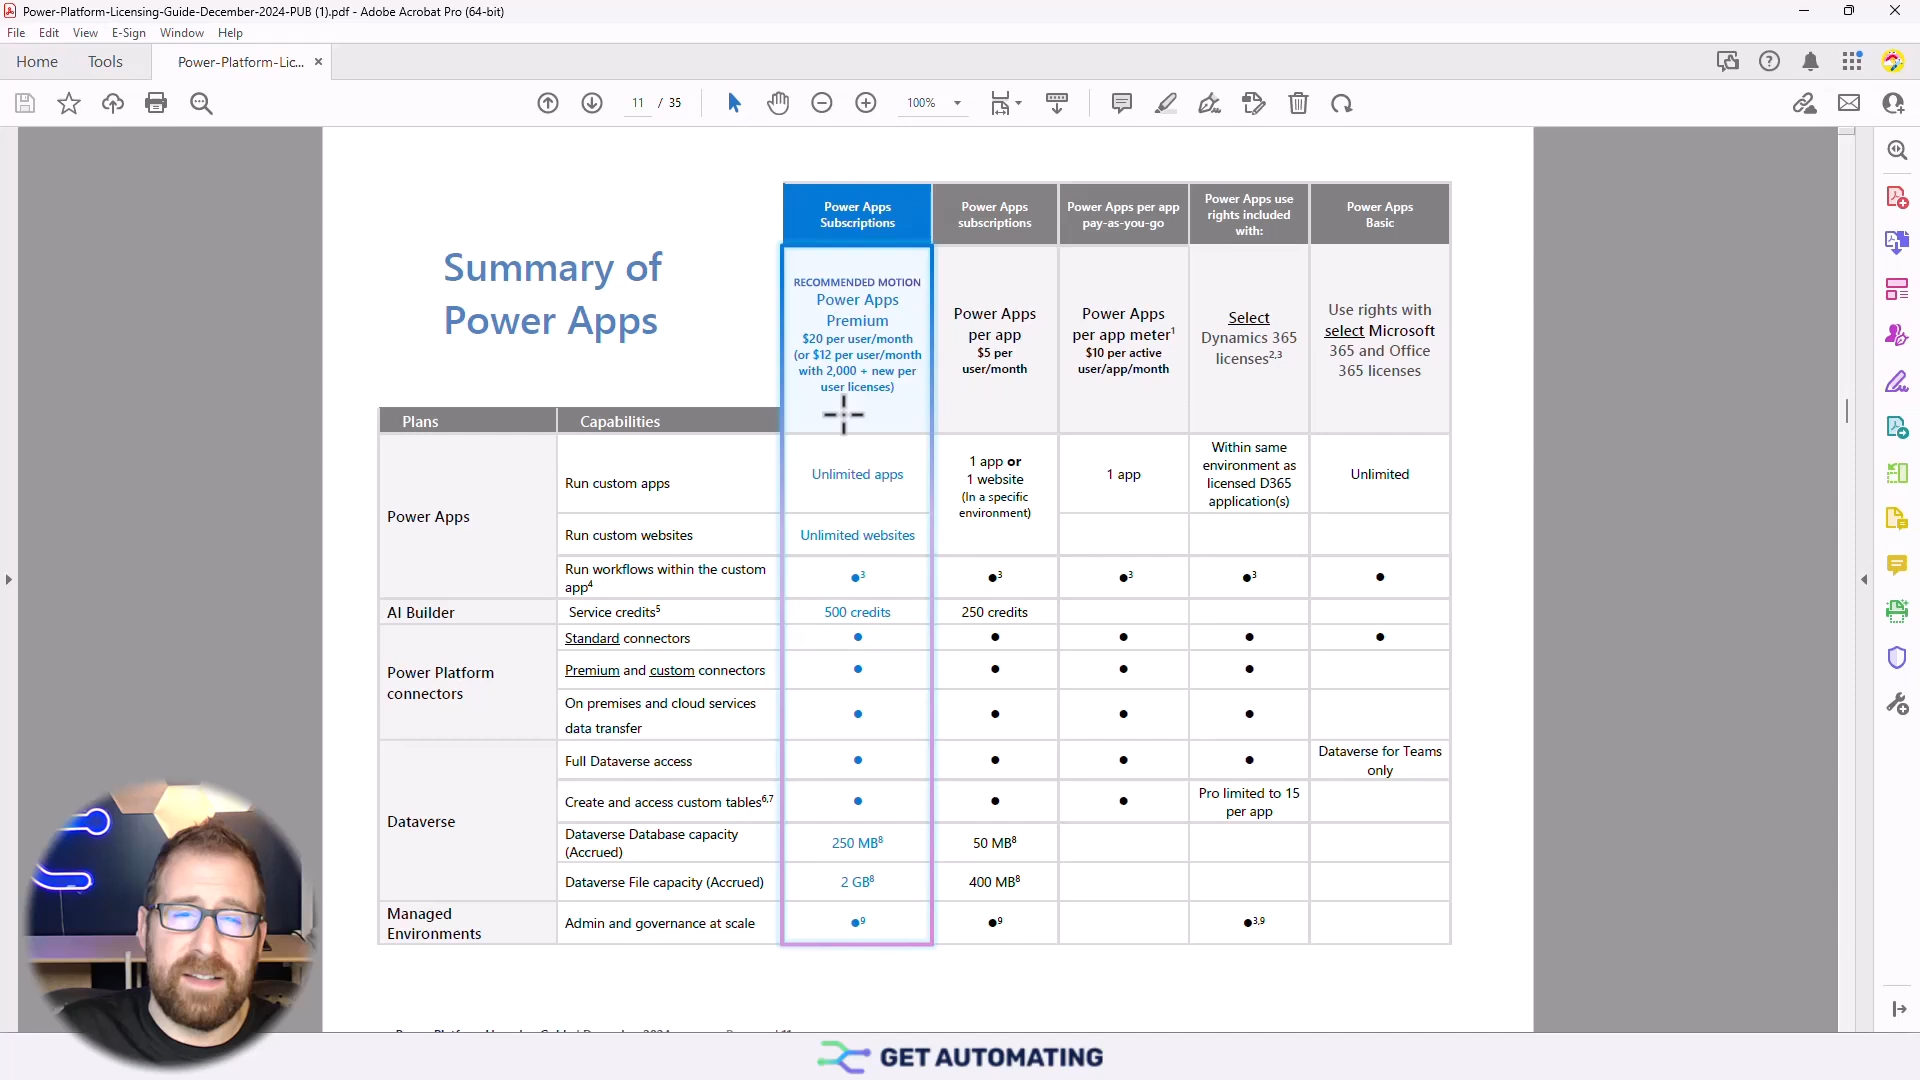 Power-Platform-Licensing-Guide-December-2024-PUB (1).pdf - Adobe Acrobat Pro (64-bit)
File Edit View E-Sign Window Help
Home Tools Power-Platform-Lic... ×
11 / 35 100%
Summary of
Power Apps
Power Apps
Subscriptions
Power Apps
subscriptions
Power Apps per app
pay-as-you-go
Power Apps use
rights included
with:
Power Apps
Basic
RECOMMENDED MOTION
Power Apps
Premium
$20 per user/month
(or $12 per user/month
with 2,000 + new per
user licenses)
Power Apps
per app
$5 per
user/month
Power Apps
per app meter¹
$10 per active
user/app/month
Select
Dynamics 365
licenses²,³
Use rights with
select Microsoft
365 and Office
365 licenses
Plans Capabilities
Power Apps
Run custom apps
Unlimited apps
1 app or
1 website
(In a specific
environment)
1 app
Within same
environment as
licensed D365
application(s)
Unlimited
Run custom websites
Unlimited websites
Run workflows within the custom
app⁴
●³ ●³ ●³ ●³ ●
AI Builder Service credits⁵ 500 credits 250 credits
Power Platform
connectors
Standard connectors ● ● ● ● ●
Premium and custom connectors ● ● ● ●
On premises and cloud services
data transfer
● ● ● ●
Dataverse
Full Dataverse access ● ● ● ●
Dataverse for Teams
only
Create and access custom tables⁶,⁷ ● ● ●
Pro limited to 15
per app
Dataverse Database capacity
(Accrued)
250 MB⁸ 50 MB⁸
Dataverse File capacity (Accrued) 2 GB⁸ 400 MB⁸
Managed
Environments
Admin and governance at scale ●⁹ ●⁹ ●³,⁹
GET AUTOMATING